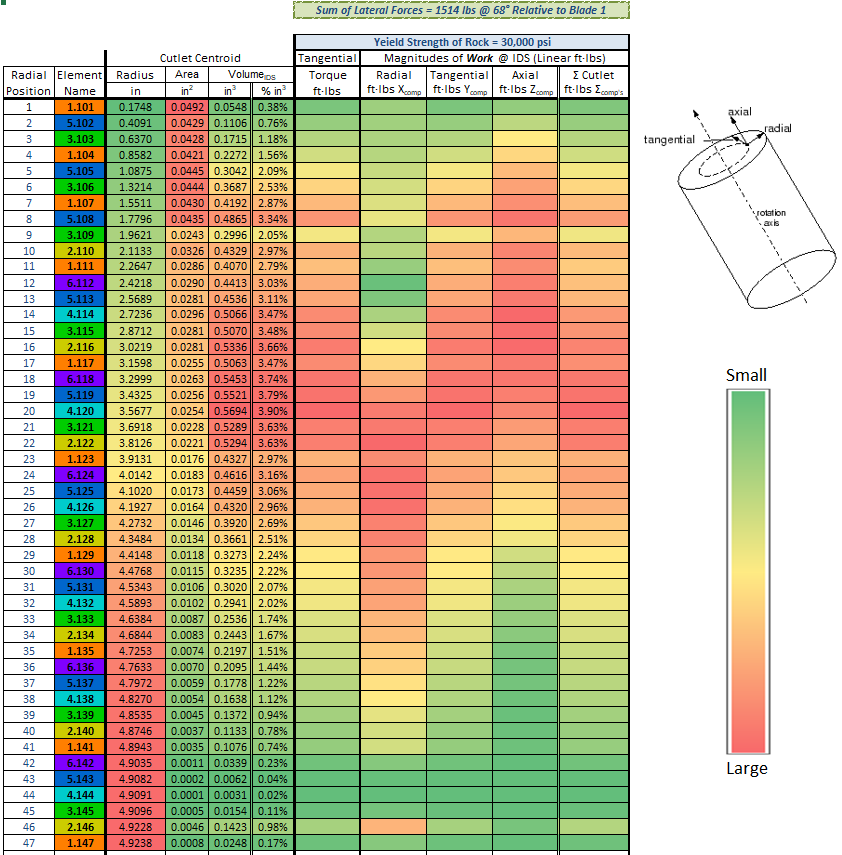 Sum of Lateral Forces = 1514 lbs @ 68° Relative to Blade 1
Yeield Strength of Rock = 30,000 psi
Cutlet Centroid Tangential Magnitudes of Work @ IDS (Linear ft·lbs)
Radial Element Radius Area Volume IDS Torque Radial Tangential Axial Σ Cutlet
Position Name in in² in³ % in³ ft·lbs ft·lbs Xcomp ft·lbs Ycomp ft·lbs Zcomp ft·lbs Σcomp's
1 1.101 0.1748 0.0492 0.0548 0.38%
2 5.102 0.4091 0.0429 0.1106 0.76%
3 3.103 0.6370 0.0428 0.1715 1.18%
4 1.104 0.8582 0.0421 0.2272 1.56%
5 5.105 1.0875 0.0445 0.3042 2.09%
6 3.106 1.3214 0.0444 0.3687 2.53%
7 1.107 1.5511 0.0430 0.4192 2.87%
8 5.108 1.7796 0.0435 0.4865 3.34%
9 3.109 1.9621 0.0243 0.2996 2.05%
10 2.110 2.1133 0.0326 0.4329 2.97%
11 1.111 2.2647 0.0286 0.4070 2.79%
12 6.112 2.4218 0.0290 0.4413 3.03%
13 5.113 2.5689 0.0281 0.4536 3.11%
14 4.114 2.7236 0.0296 0.5066 3.47%
15 3.115 2.8712 0.0281 0.5070 3.48%
16 2.116 3.0219 0.0281 0.5336 3.66%
17 1.117 3.1598 0.0255 0.5063 3.47%
18 6.118 3.2999 0.0263 0.5453 3.74%
19 5.119 3.4325 0.0256 0.5521 3.79%
20 4.120 3.5677 0.0254 0.5694 3.90%
21 3.121 3.6918 0.0228 0.5289 3.63%
22 2.122 3.8126 0.0221 0.5294 3.63%
23 1.123 3.9131 0.0176 0.4327 2.97%
24 6.124 4.0142 0.0183 0.4616 3.16%
25 5.125 4.1020 0.0173 0.4459 3.06%
26 4.126 4.1927 0.0164 0.4320 2.96%
27 3.127 4.2732 0.0146 0.3920 2.69%
28 2.128 4.3484 0.0134 0.3661 2.51%
29 1.129 4.4148 0.0118 0.3273 2.24%
30 6.130 4.4768 0.0115 0.3235 2.22%
31 5.131 4.5343 0.0106 0.3020 2.07%
32 4.132 4.5893 0.0102 0.2941 2.02%
33 3.133 4.6384 0.0087 0.2536 1.74%
34 2.134 4.6844 0.0083 0.2443 1.67%
35 1.135 4.7253 0.0074 0.2197 1.51%
36 6.136 4.7633 0.0070 0.2095 1.44%
37 5.137 4.7972 0.0059 0.1778 1.22%
38 4.138 4.8270 0.0054 0.1638 1.12%
39 3.139 4.8535 0.0045 0.1372 0.94%
40 2.140 4.8746 0.0037 0.1133 0.78%
41 1.141 4.8943 0.0035 0.1076 0.74%
42 6.142 4.9035 0.0011 0.0339 0.23%
43 5.143 4.9082 0.0002 0.0062 0.04%
44 4.144 4.9091 0.0001 0.0031 0.02%
45 3.145 4.9096 0.0005 0.0154 0.11%
46 2.146 4.9228 0.0046 0.1423 0.98%
47 1.147 4.9238 0.0008 0.0248 0.17%
axial
radial
tangential
rotation
axis
Small
Large